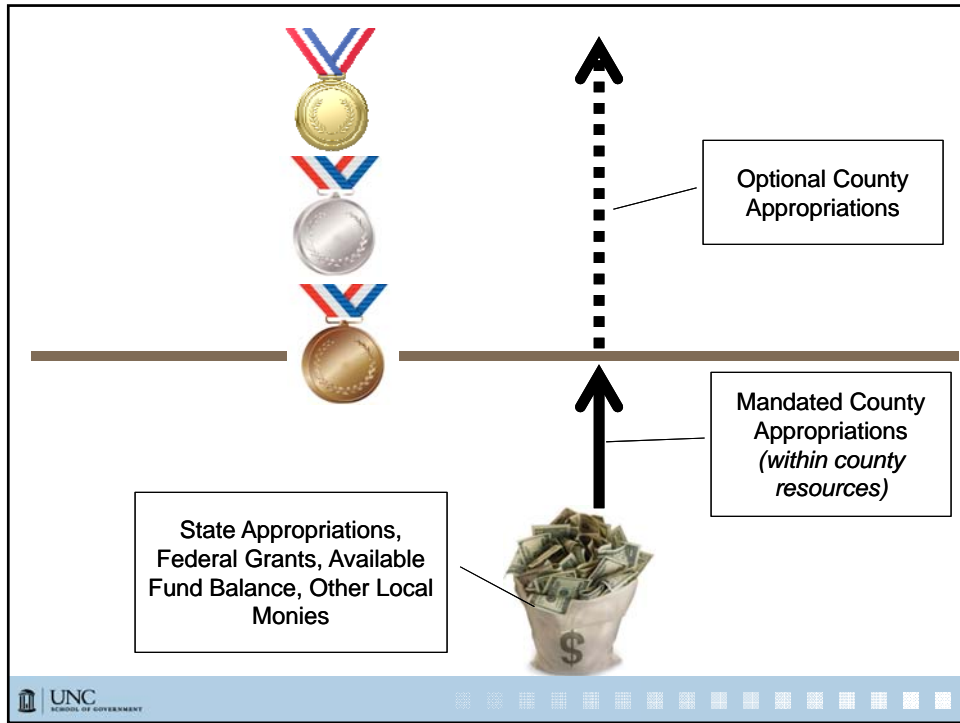 Optional County
Appropriations
Mandated County
Appropriations
(within county
resources)
State Appropriations,
Federal Grants, Available
Fund Balance, Other Local
Monies
$
UNC
SCHOOL OF GOVERNMENT